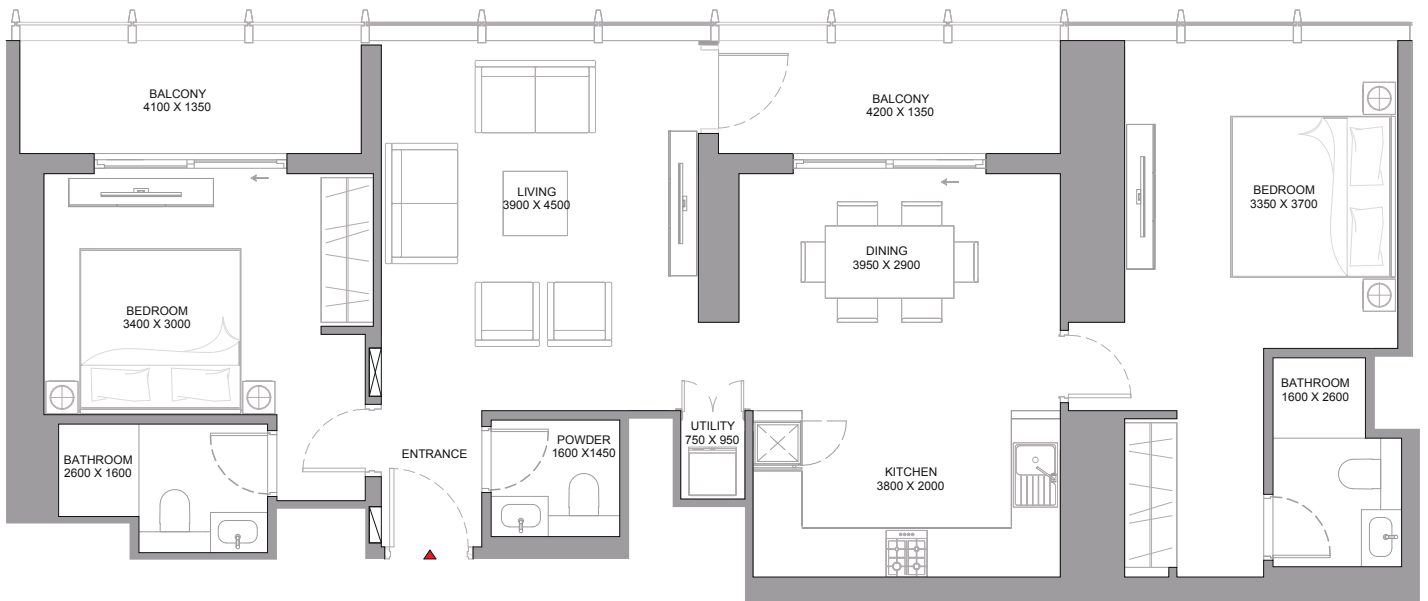 BALCONY
4100 X 1350
LIVING
3900 X 4500
BALCONY
4200 X 1350
BEDROOM
3350 X 3700
DINING
3950 X 2900
BEDROOM
3400 X 3000
BATHROOM
2600 X 1600
ENTRANCE
POWDER
1600 X1450
UTILITY
750 X 950
KITCHEN
3800 X 2000
BATHROOM
1600 X 2600